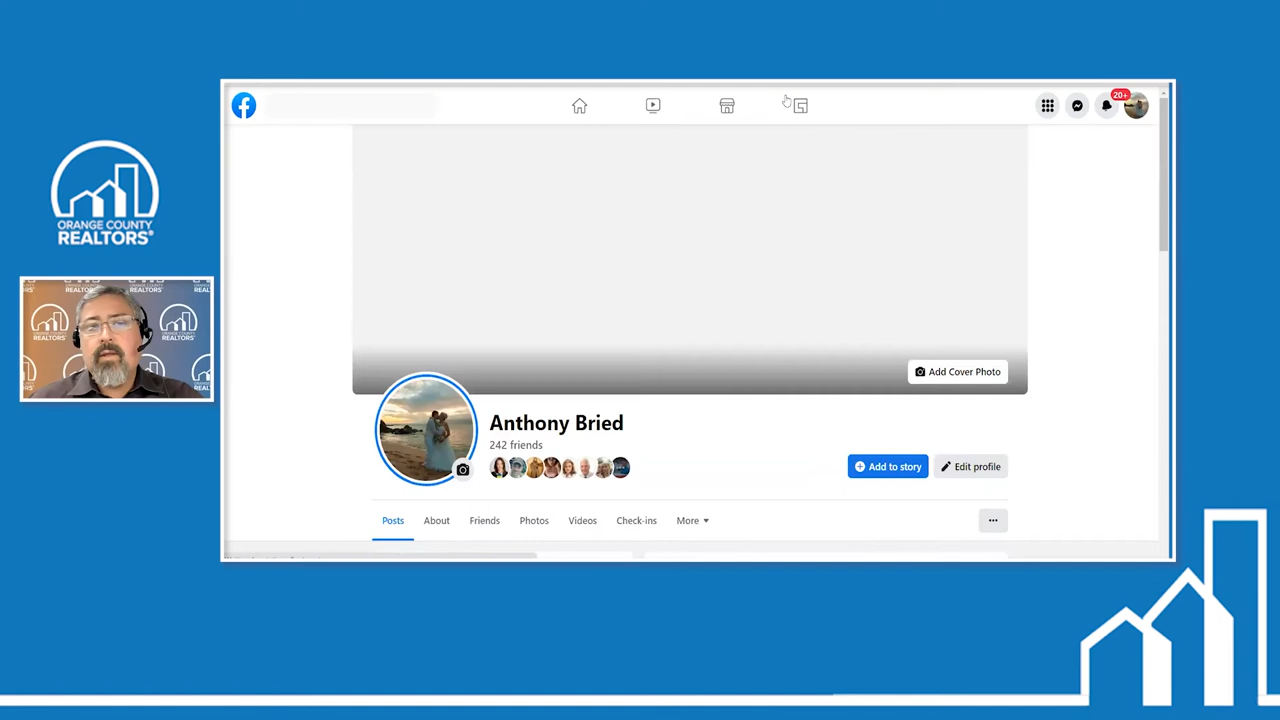 20+
ORANGE COUNTY
REALTORS®
Add Cover Photo
Anthony Bried
242 friends
Add to story
Edit profile
Posts
About
Friends
Photos
Videos
Check-ins
More